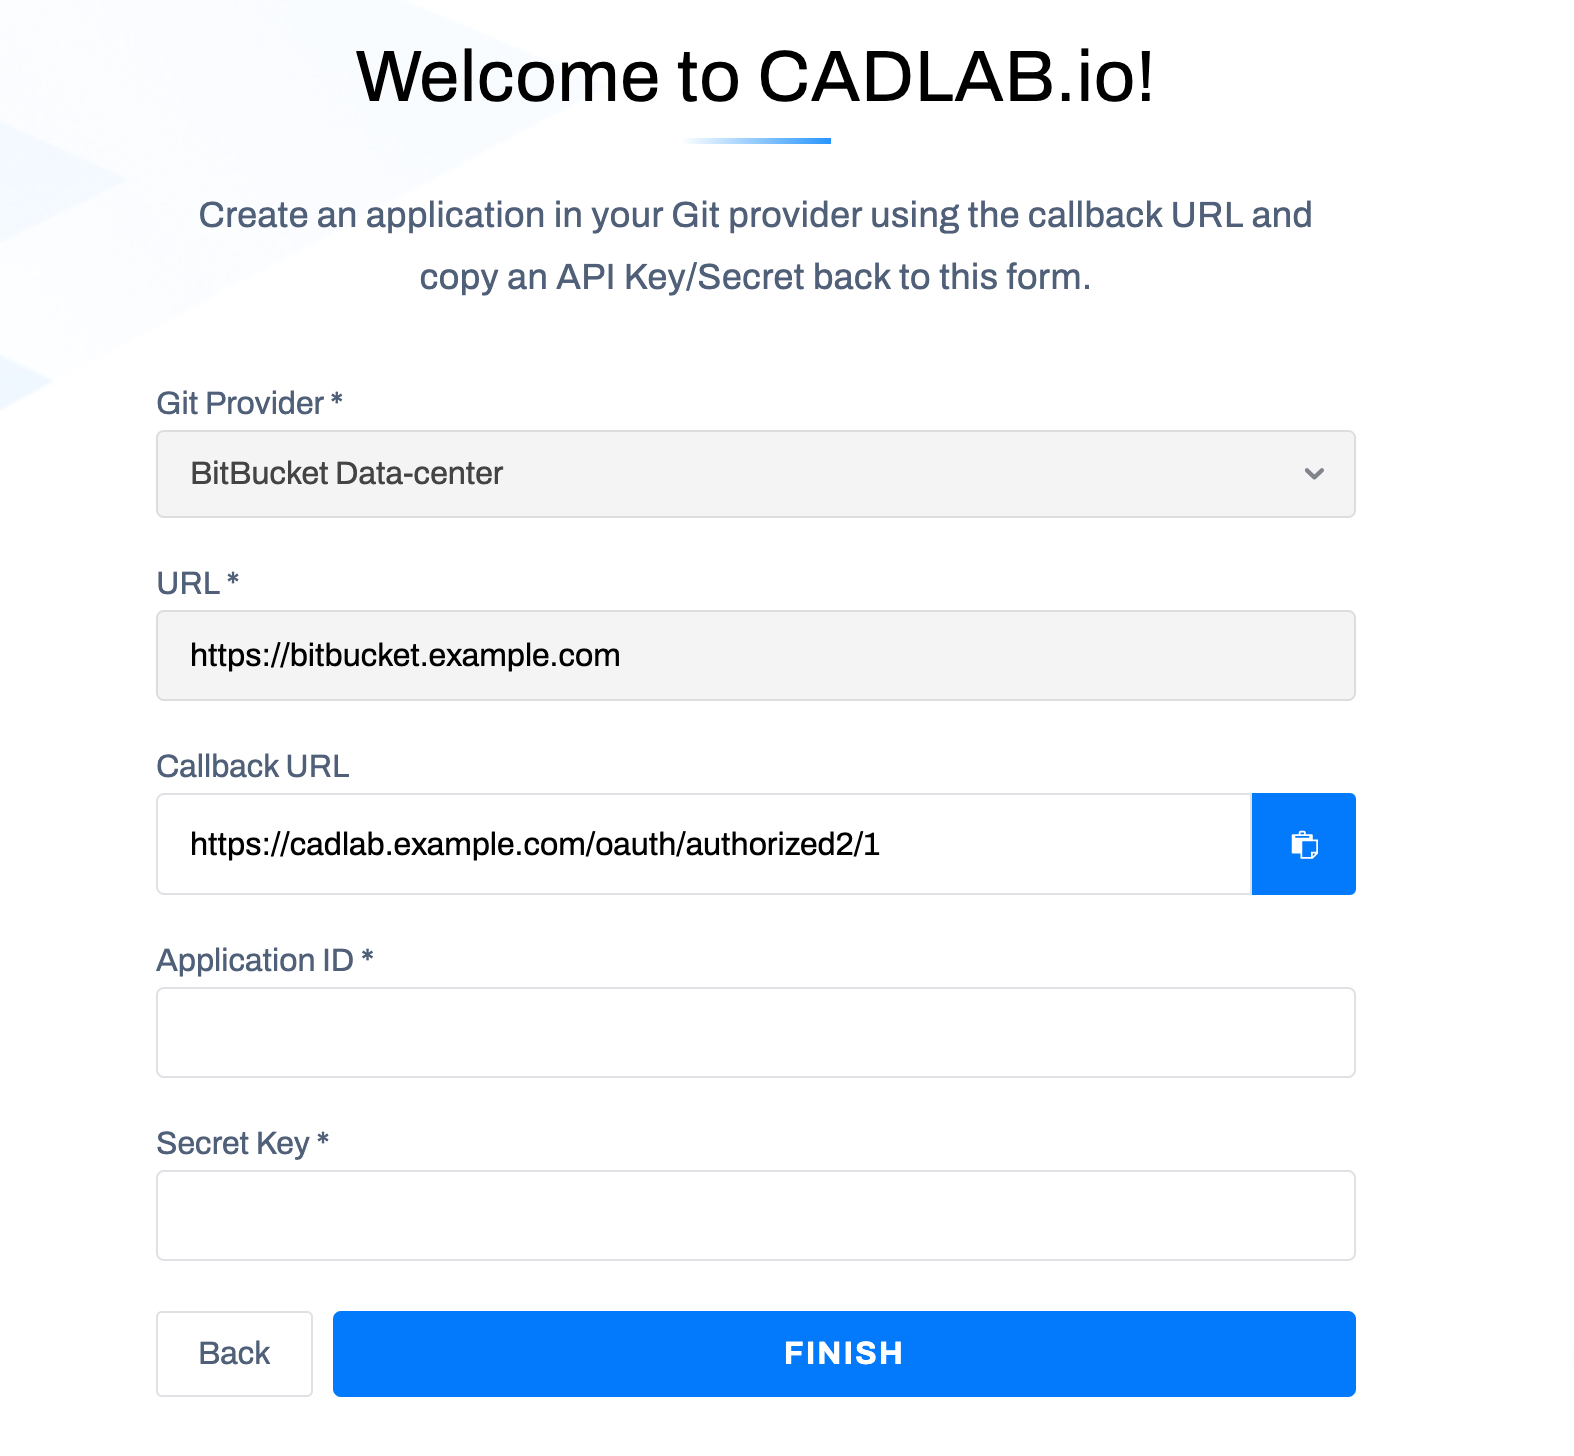 Welcome to CADLAB.io!
Create an application in your Git provider using the callback URL and
copy an API Key/Secret back to this form.
Git Provider *
BitBucket Data-center
URL *
https://bitbucket.example.com
Callback URL
https://cadlab.example.com/oauth/authorized2/1
Application ID *
Secret Key *
Back
FINISH